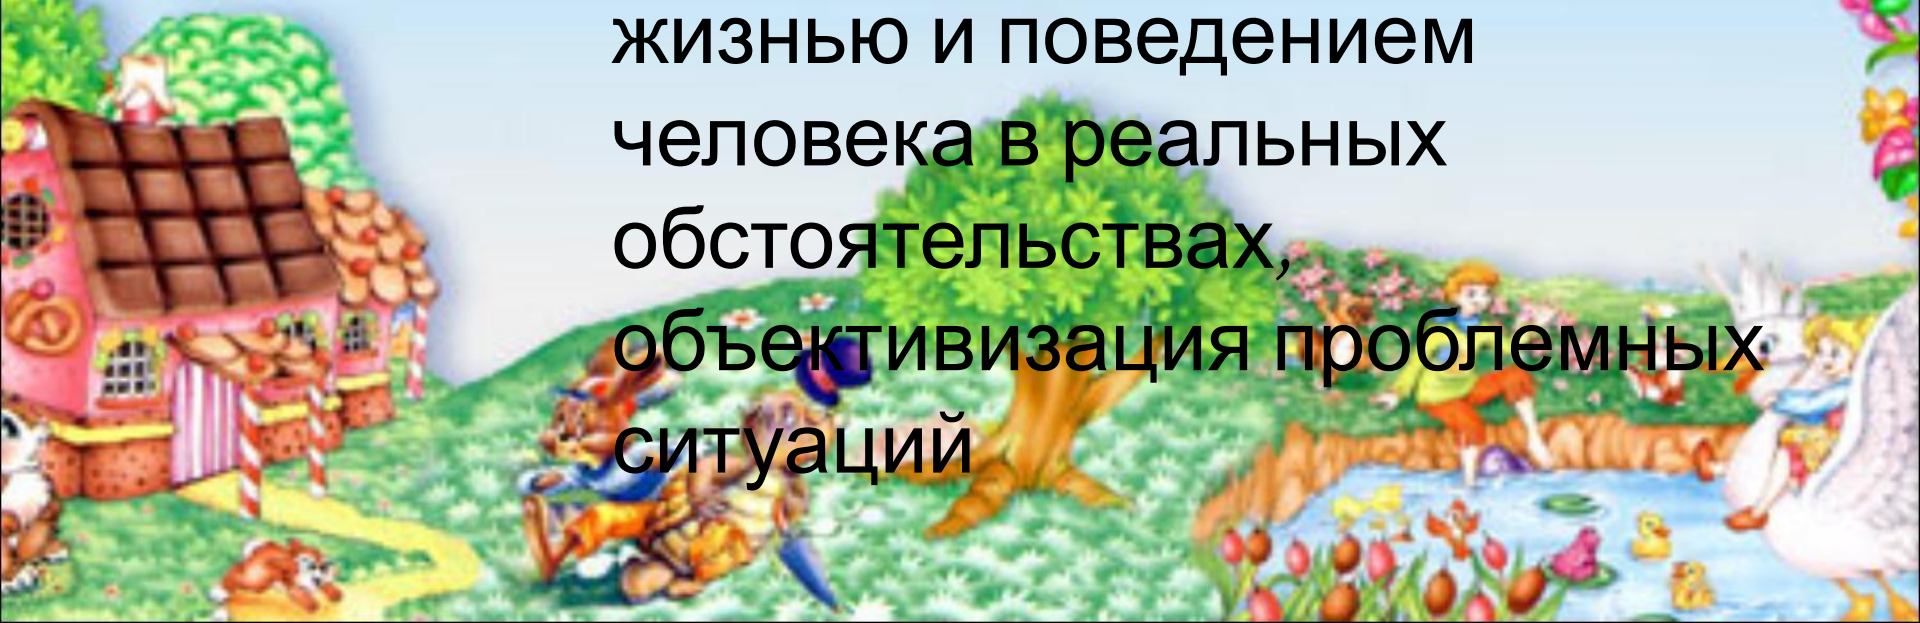 жизнью и поведением
человека в реальных
обстоятельствах,
объективизация проблемных
ситуаций